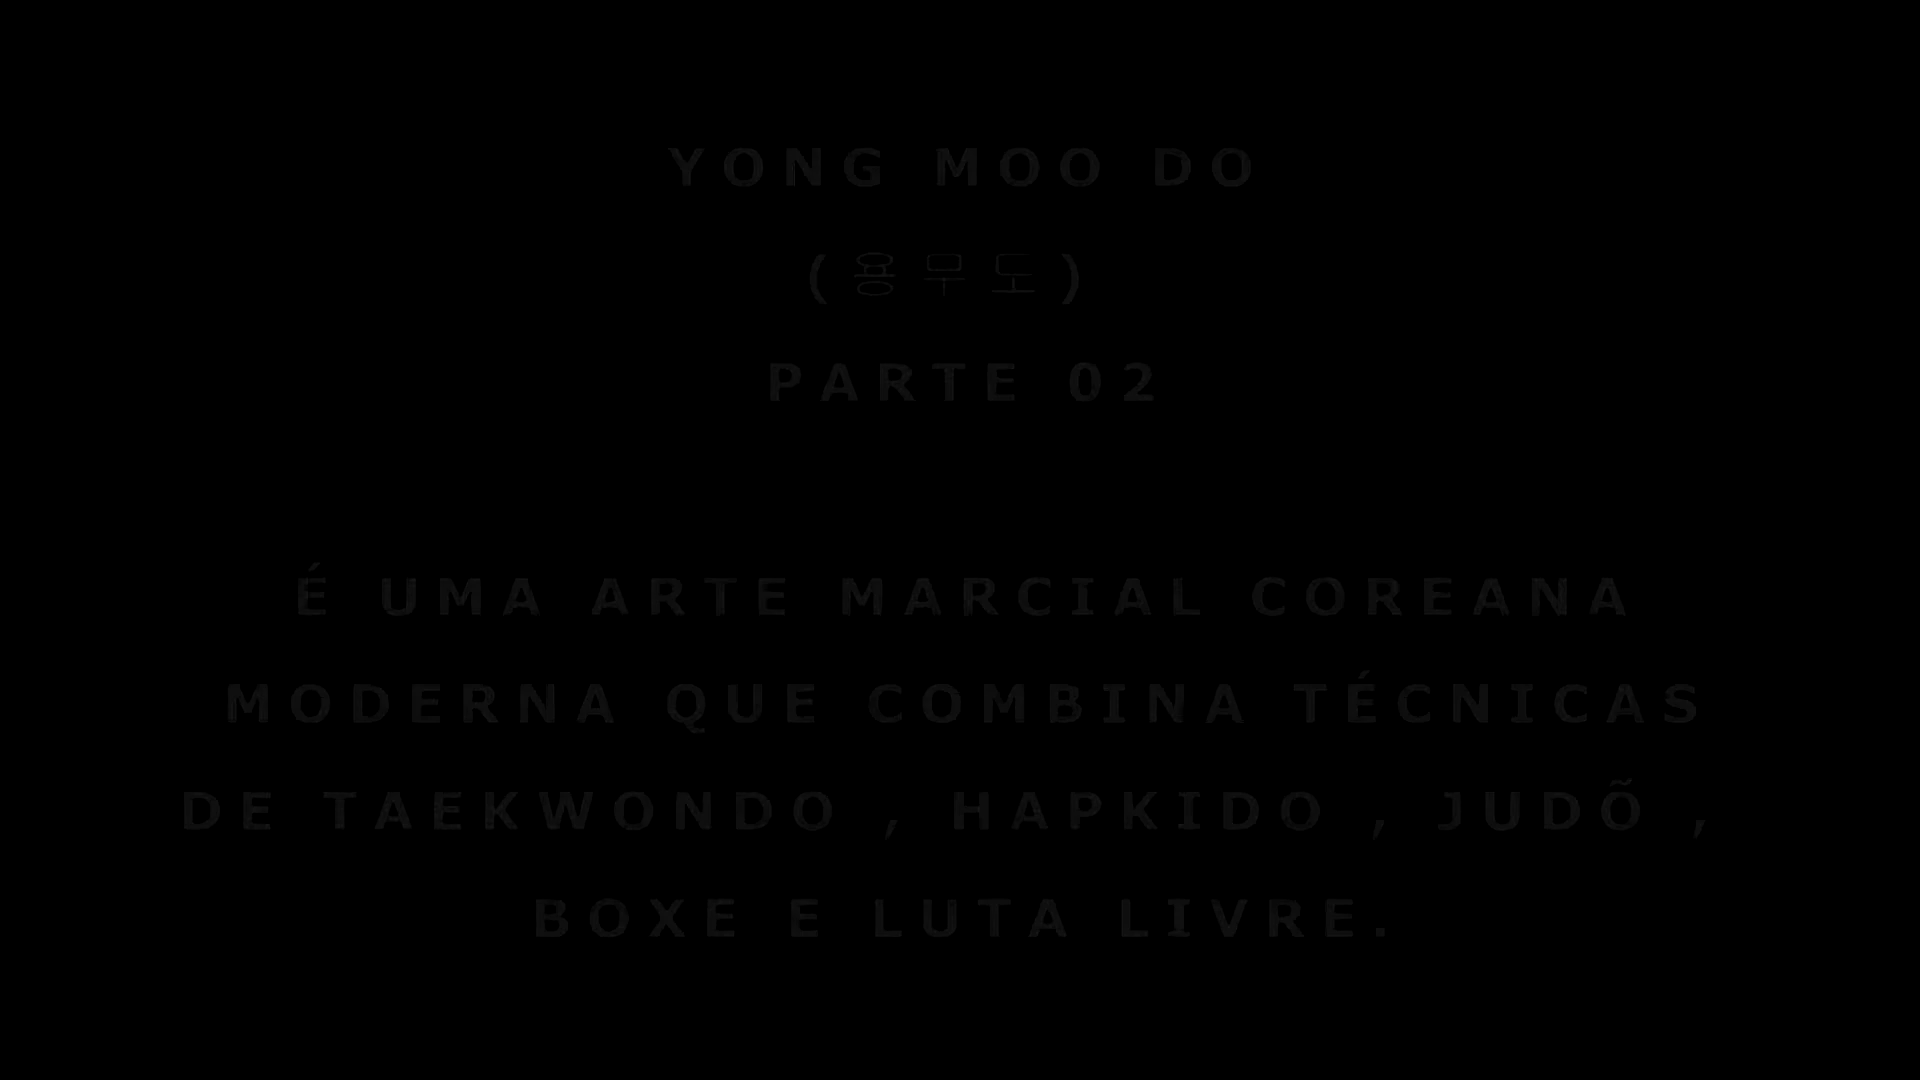 YONG MOO DO
(용무도)
PARTE 02
É UMA ARTE MARCIAL COREANA
MODERNA QUE COMBINA TÉCNICAS
DE TAEKWONDO , HAPKIDO , JUDÕ ,
BOXE E LUTA LIVRE.